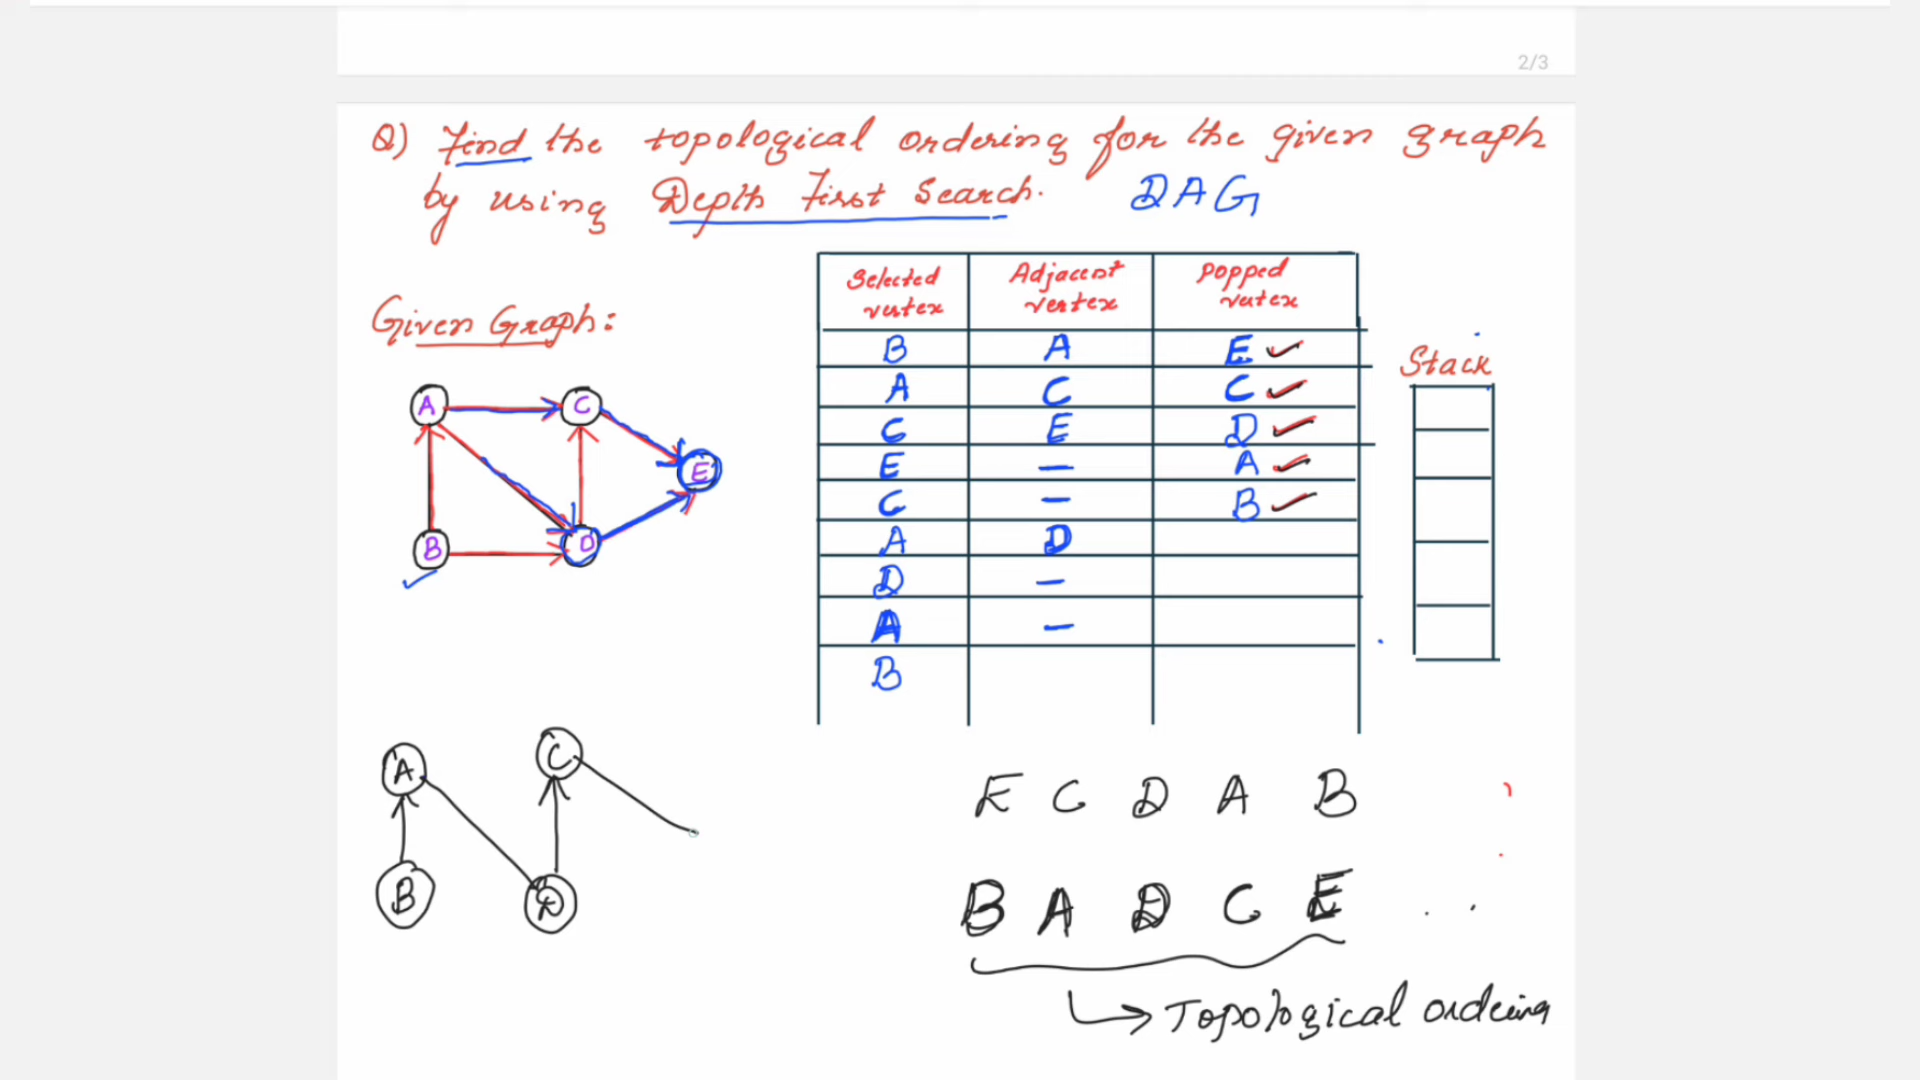 2/3
Q) Find the topological ordering for the given graph
by using Depth First Search. DAG
Given Graph:
Selected vertex Adjacent vertex Popped vertex
B A E
A C C
C E D
E — A
C — B
A D
D —
A —
B
Stack
A C
E
B D
A C
B D
E C D A B
B A D C E
Topological ordering